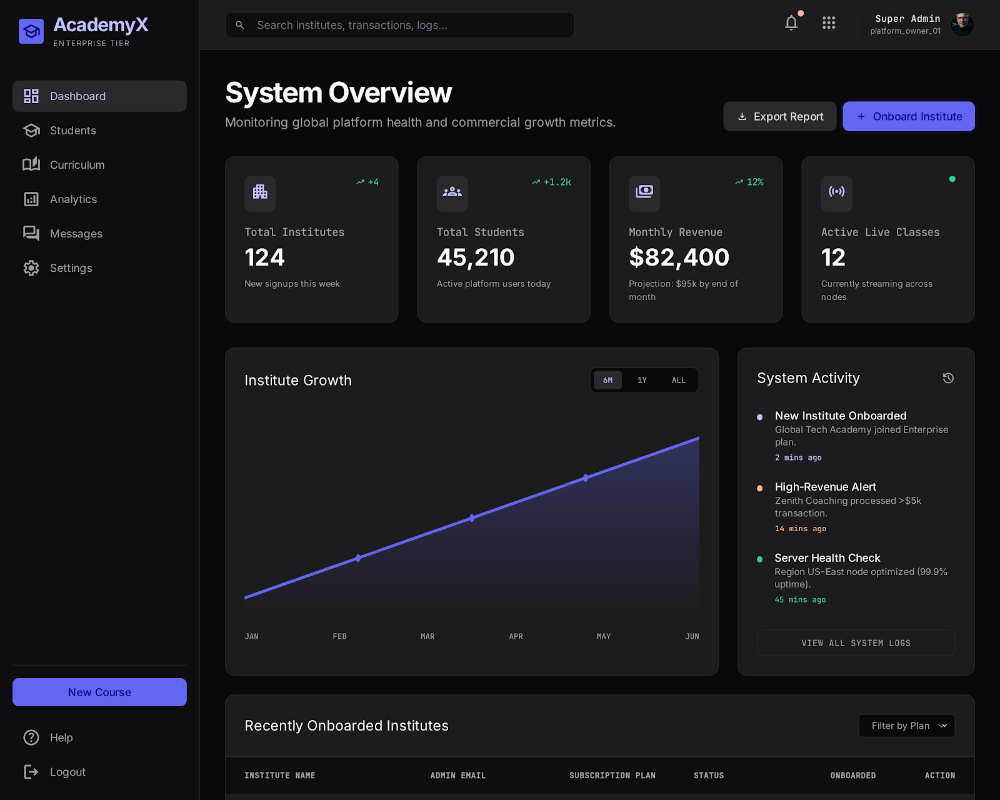 AcademyX
ENTERPRISE TIER
Dashboard
Students
Curriculum
Analytics
Messages
Settings
New Course
Help
Logout
Search institutes, transactions, logs...
Super Admin
platform_owner_01
System Overview
Monitoring global platform health and commercial growth metrics.
Export Report
Onboard Institute
+4
Total Institutes
124
New signups this week
+1.2k
Total Students
45,210
Active platform users today
12%
Monthly Revenue
$82,400
Projection: $95k by end of
month
Active Live Classes
12
Currently streaming across
nodes
Institute Growth
6M 1Y ALL
JAN FEB MAR APR MAY JUN
System Activity
New Institute Onboarded
Global Tech Academy joined Enterprise
plan.
2 mins ago
High-Revenue Alert
Zenith Coaching processed >$5k
transaction.
14 mins ago
Server Health Check
Region US-East node optimized (99.9%
uptime).
45 mins ago
VIEW ALL SYSTEM LOGS
Recently Onboarded Institutes
Filter by Plan
INSTITUTE NAME ADMIN EMAIL SUBSCRIPTION PLAN STATUS ONBOARDED ACTION